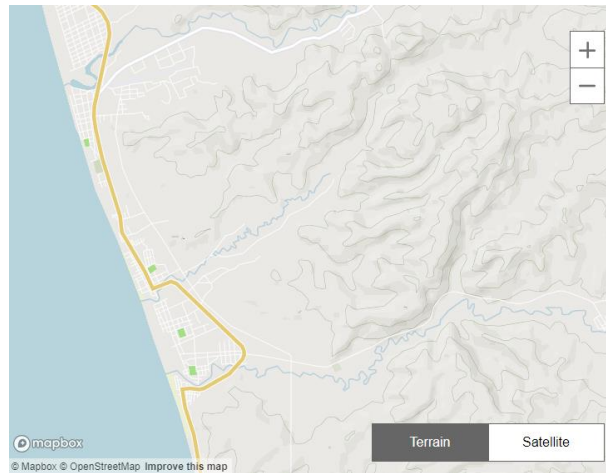 +
−
Terrain Satellite
mapbox
© Mapbox © OpenStreetMap Improve this map